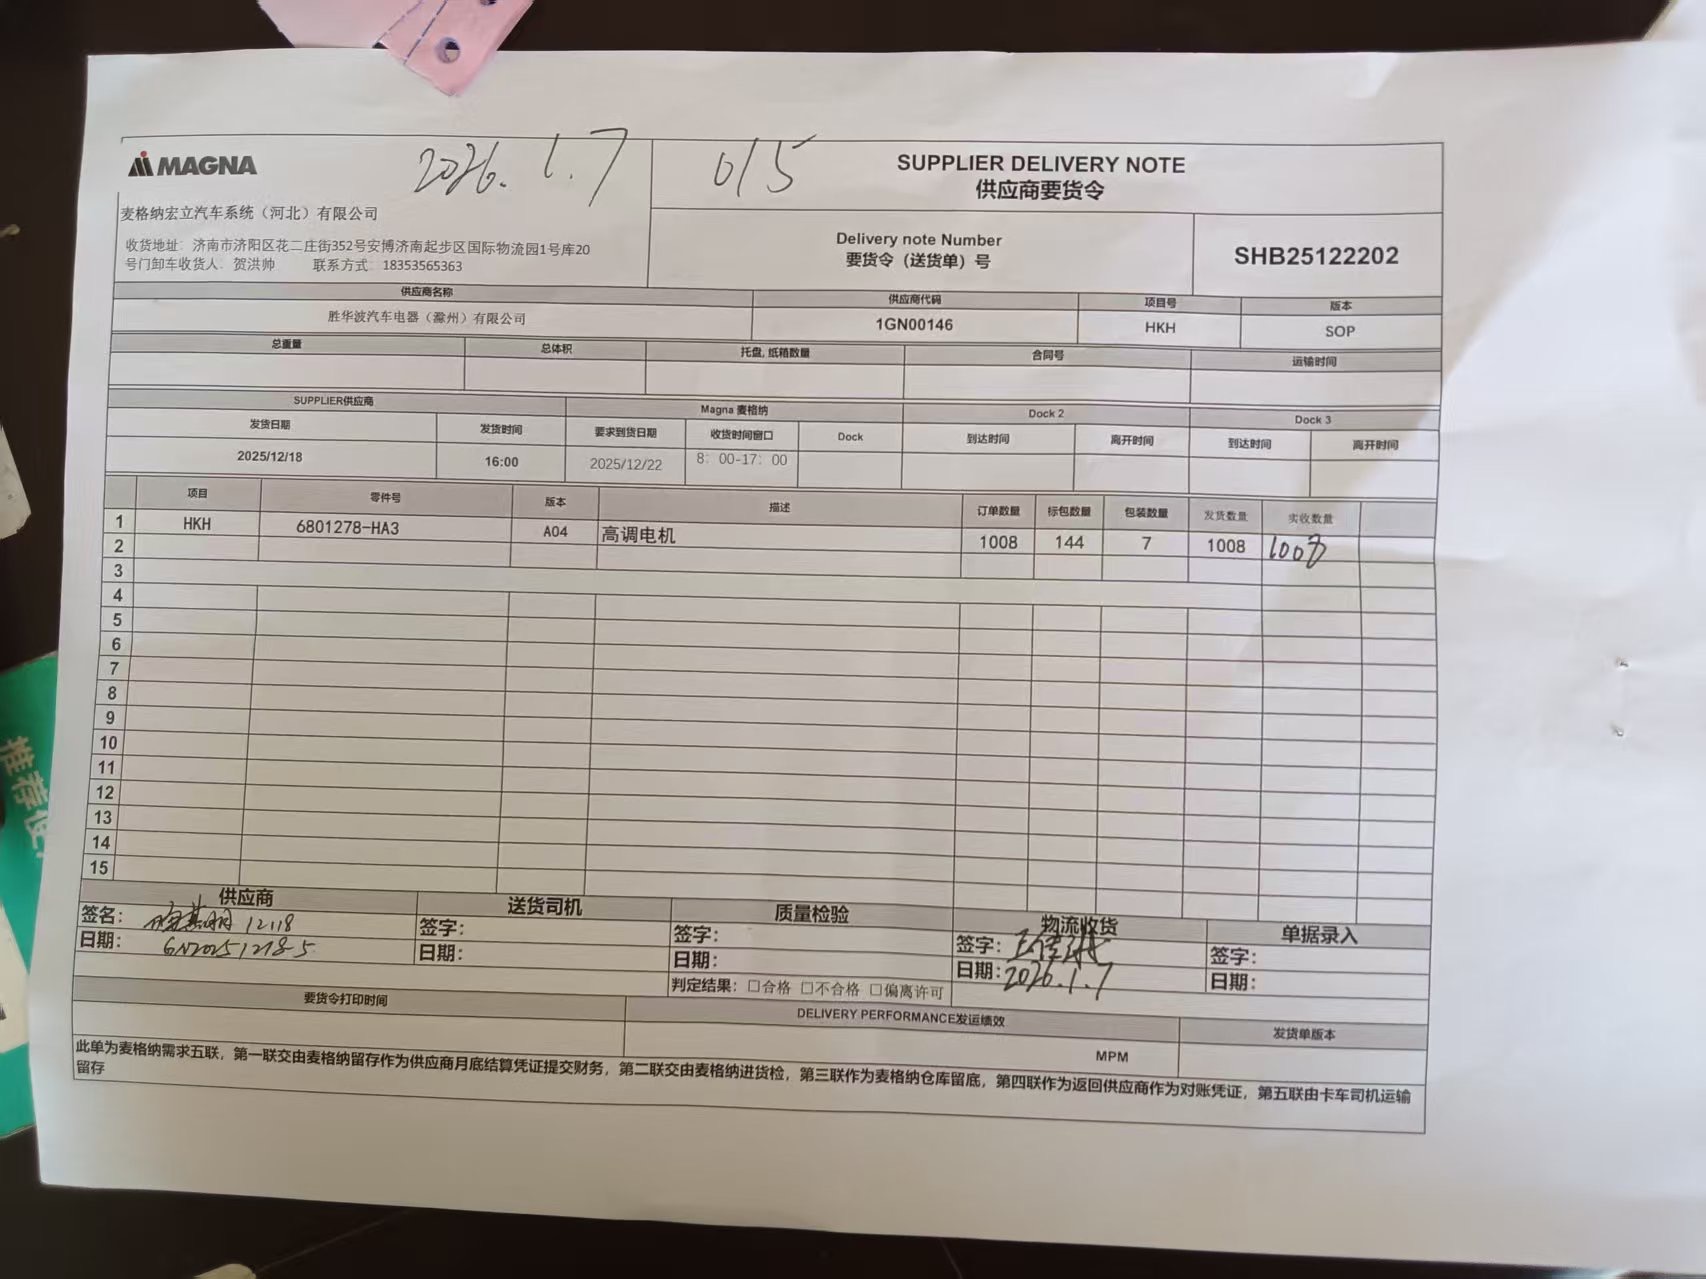 2026.1.7 015
MAGNA
SUPPLIER DELIVERY NOTE
供应商要货令
麦格纳宏立汽车系统（河北）有限公司
收货地址：济南市济阳区花二庄街352号安博济南起步区国际物流园1号库20
号门卸车收货人：贺洪帅 联系方式：18353565363
Delivery note Number
要货令（送货单）号
SHB25122202
供应商名称 供应商代码 项目号 版本
胜华波汽车电器（滁州）有限公司 1GN00146 HKH SOP
总重量 总体积 托盘,纸箱数量 合同号 运输时间
SUPPLIER供应商 Magna 麦格纳 Dock 2 Dock 3
发货日期 发货时间 要求到货日期 收货时间窗口 Dock 到达时间 离开时间 到达时间 离开时间
2025/12/18 16:00 2025/12/22 8：00-17：00
项目 零件号 版本 描述 订单数量 标包数量 包装数量 发货数量 实收数量
1 HKH 6801278-HA3 A04 高调电机 1008 144 7 1008 1008
2
3
4
5
6
7
8
9
10
11
12
13
14
15
供应商 送货司机 质量检验 物流收货 单据录入
签名： 12.18 签字： 签字： 签字： 签字：
日期： GN20251218-5 日期： 日期： 日期：2026.1.7 日期：
判定结果：□合格 □不合格 □偏离许可
要货令打印时间 DELIVERY PERFORMANCE发运绩效 发货单版本
MPM
此单为麦格纳需求五联，第一联交由麦格纳留存作为供应商月底结算凭证提交财务，第二联交由麦格纳进货检，第三联作为麦格纳仓库留底，第四联作为返回供应商作为对账凭证，第五联由卡车司机运输
留存
推荐